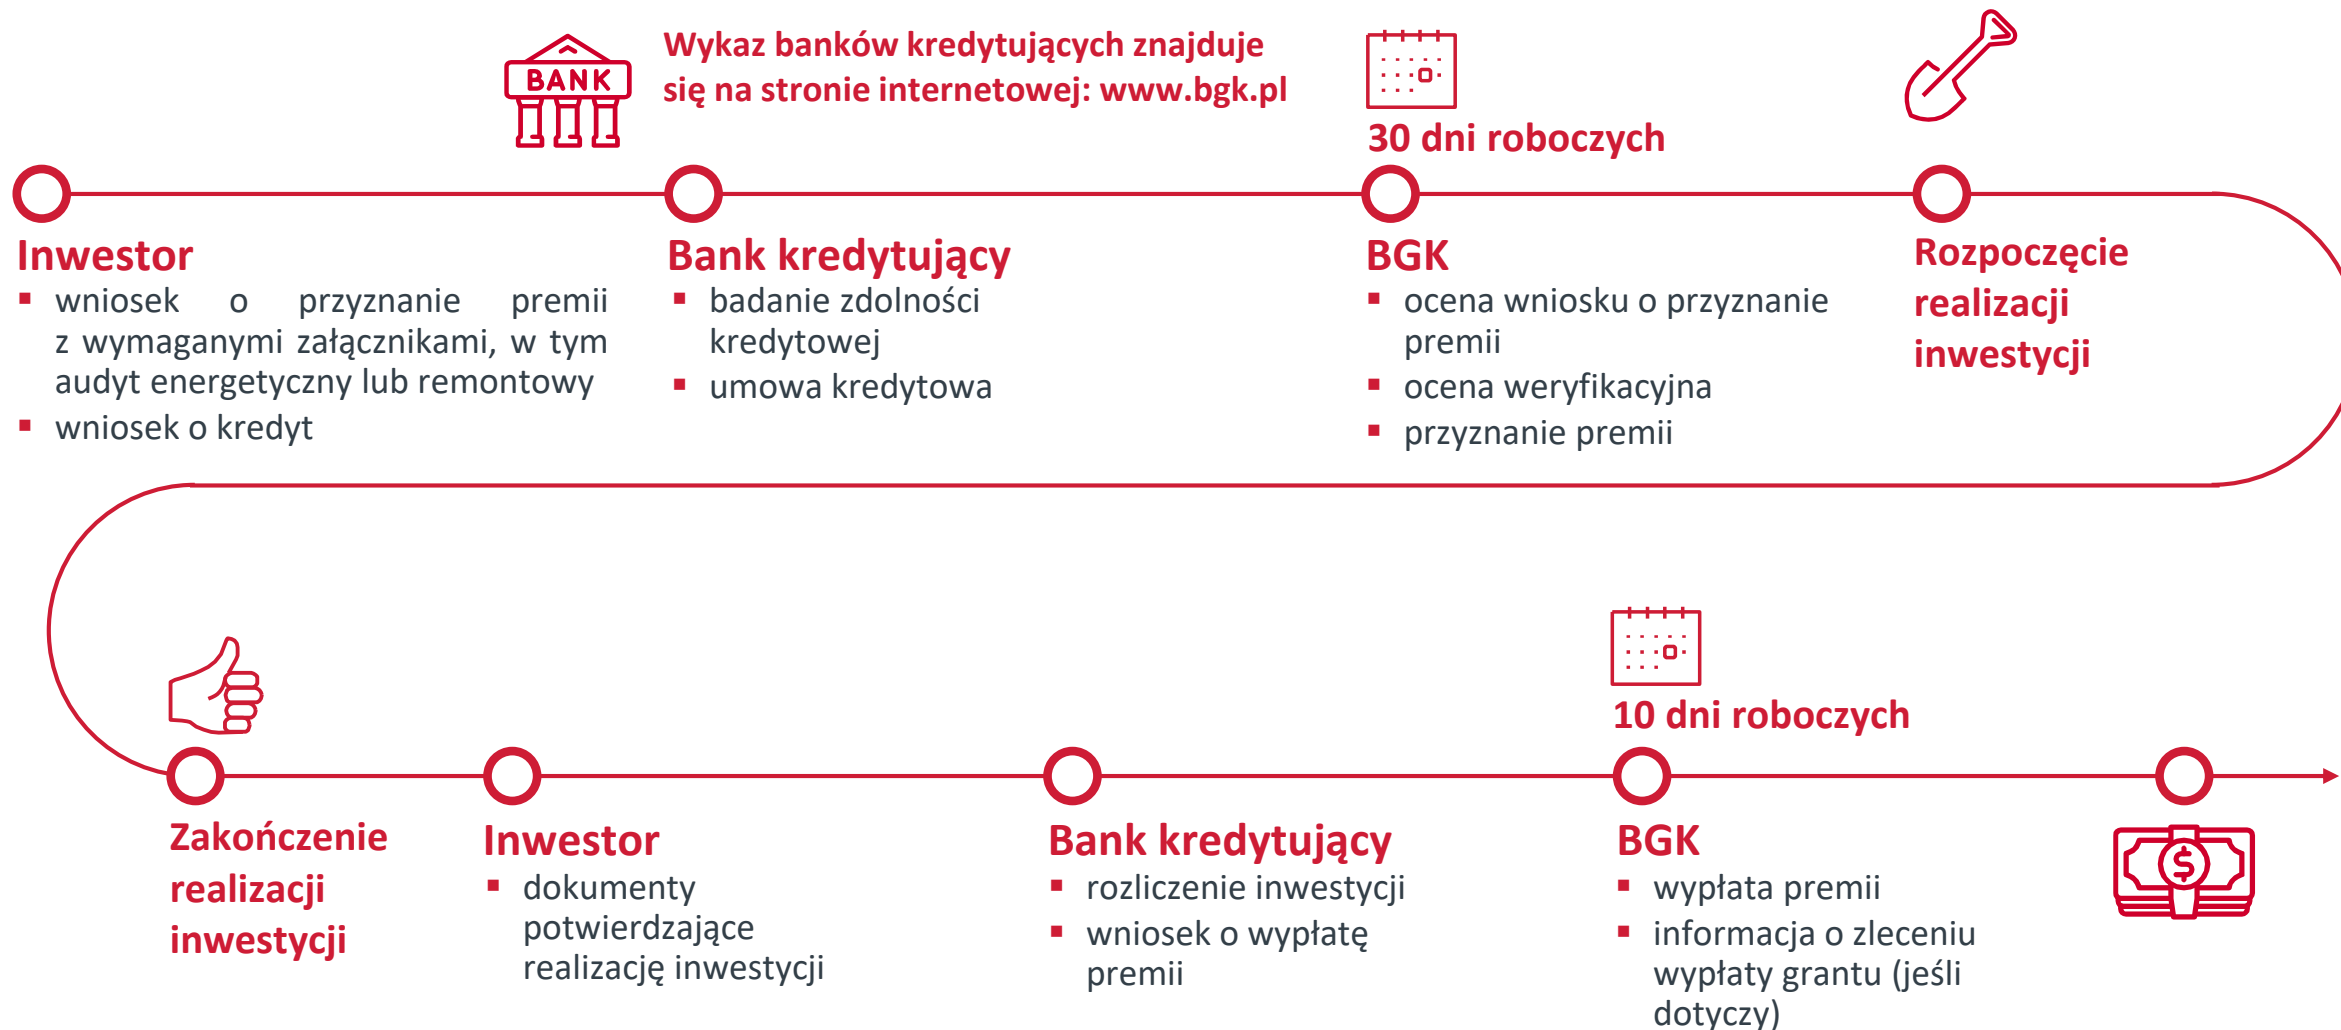 BANK
Wykaz banków kredytujących znajduje
się na stronie internetowej: www.bgk.pl
30 dni roboczych
Inwestor
▪ wniosek o przyznanie premii
z wymaganymi załącznikami, w tym
audyt energetyczny lub remontowy
▪ wniosek o kredyt
Bank kredytujący
▪ badanie zdolności
kredytowej
▪ umowa kredytowa
BGK
▪ ocena wniosku o przyznanie
premii
▪ ocena weryfikacyjna
▪ przyznanie premii
Rozpoczęcie
realizacji
inwestycji
10 dni roboczych
Zakończenie
realizacji
inwestycji
Inwestor
▪ dokumenty
potwierdzające
realizację inwestycji
Bank kredytujący
▪ rozliczenie inwestycji
▪ wniosek o wypłatę
premii
BGK
▪ wypłata premii
▪ informacja o zleceniu
wypłaty grantu (jeśli
dotyczy)
$